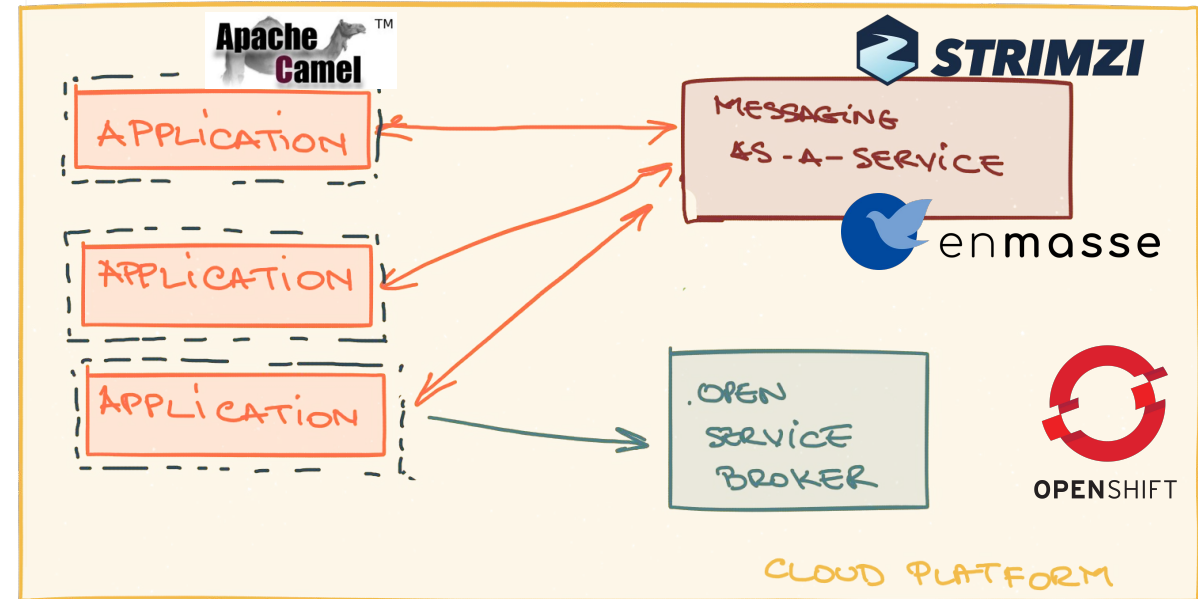 Apache Camel ™
APPLICATION
APPLICATION
APPLICATION
STRIMZI
MESSAGING
AS-A-SERVICE
enmasse
.OPEN
SERVICE
BROKER
OPENSHIFT
CLOUD PLATFORM